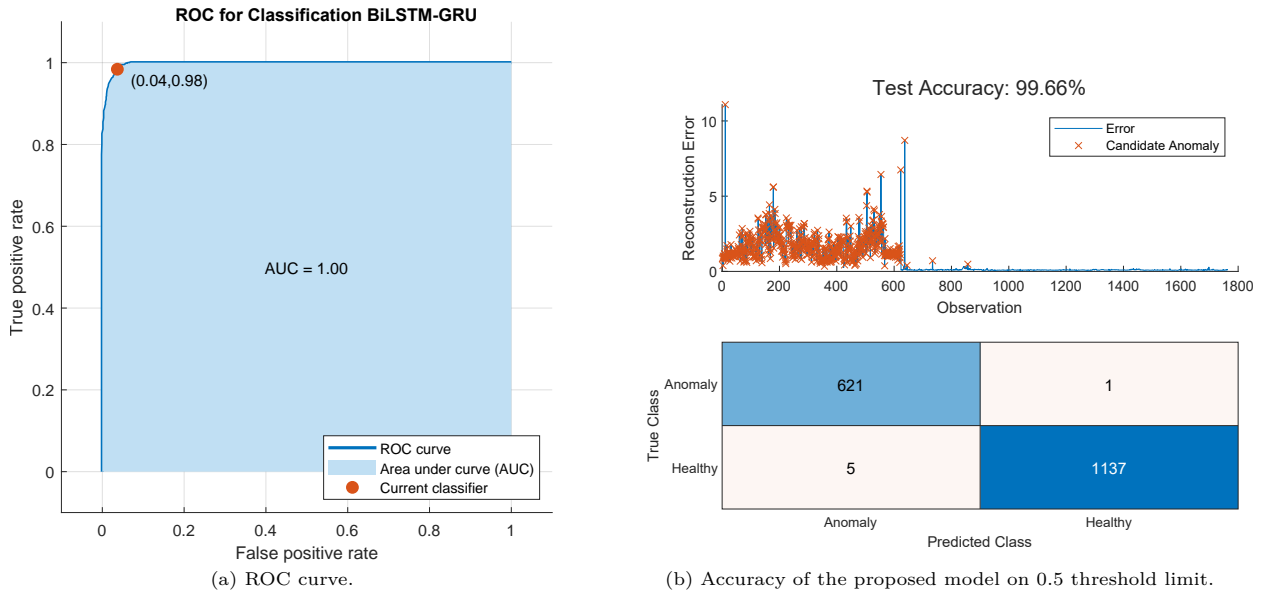 ROC for Classification BiLSTM-GRU
1
0.8
0.6
0.4
0.2
0
True positive rate
(0.04,0.98)
AUC = 1.00
ROC curve
Area under curve (AUC)
Current classifier
0 0.2 0.4 0.6 0.8 1
False positive rate
(a) ROC curve.
Test Accuracy: 99.66%
10
5
0
Reconstruction Error
Error
Candidate Anomaly
0 200 400 600 800 1000 1200 1400 1600 1800
Observation
True Class
Anomaly 621 1
Healthy 5 1137
Anomaly Healthy
Predicted Class
(b) Accuracy of the proposed model on 0.5 threshold limit.